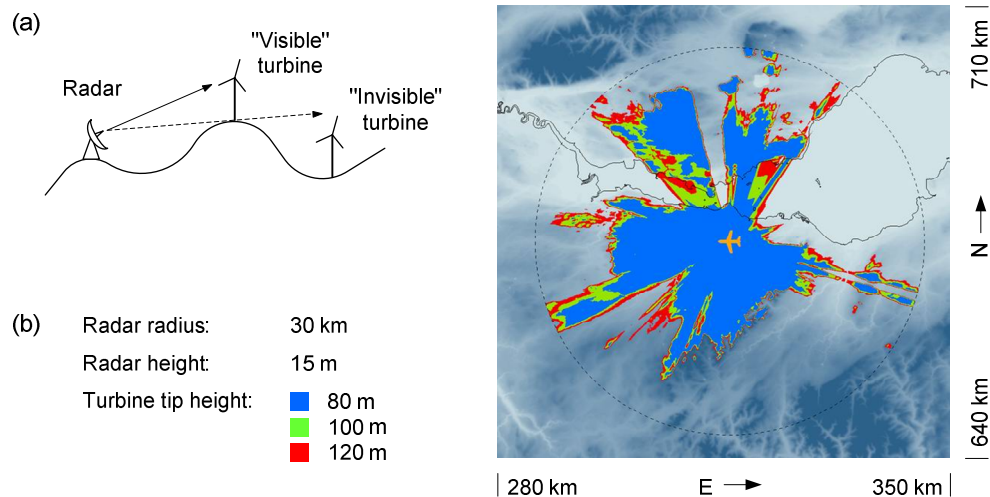 (a)
"Visible"
turbine
Radar
"Invisible"
turbine
(b)
Radar radius: 30 km
Radar height: 15 m
Turbine tip height: 80 m
100 m
120 m
710 km
N
640 km
280 km E 350 km